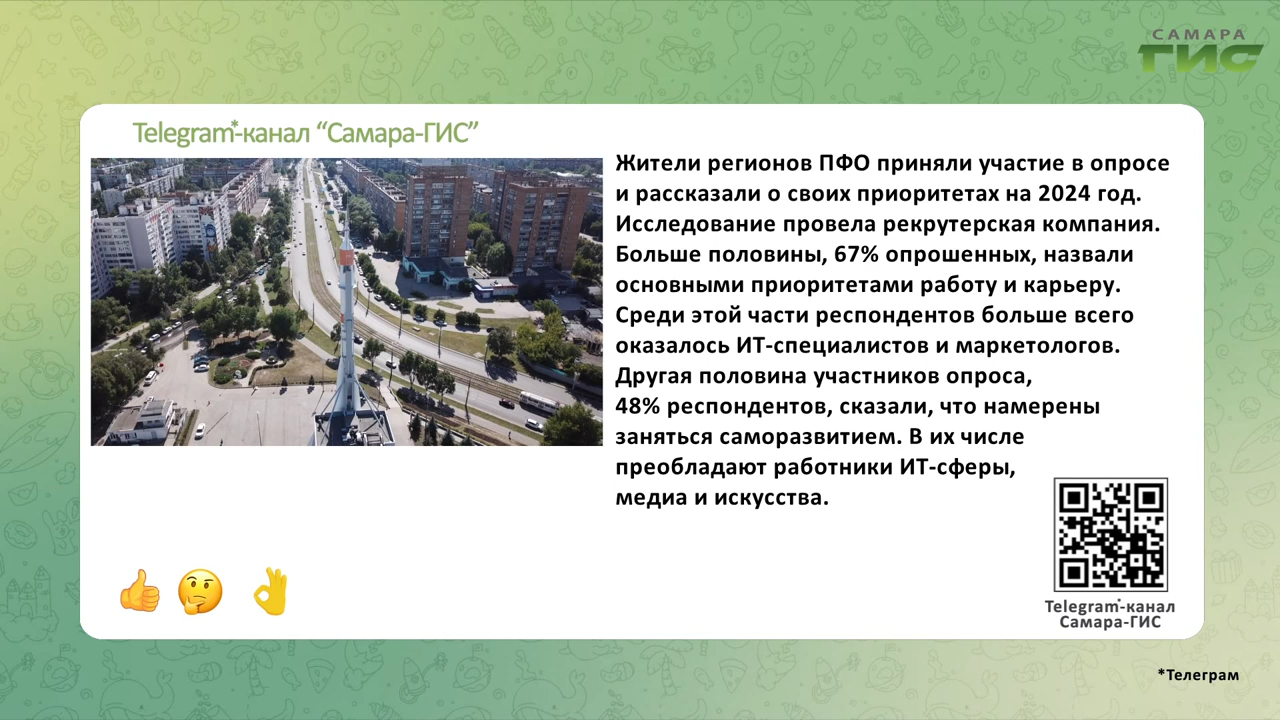 САМАРА
ГИС
Telegram*-канал “Самара-ГИС”
Жители регионов ПФО приняли участие в опросе
и рассказали о своих приоритетах на 2024 год.
Исследование провела рекрутерская компания.
Больше половины, 67% опрошенных, назвали
основными приоритетами работу и карьеру.
Среди этой части респондентов больше всего
оказалось ИТ-специалистов и маркетологов.
Другая половина участников опроса,
48% респондентов, сказали, что намерены
заняться саморазвитием. В их числе
преобладают работники ИТ-сферы,
медиа и искусства.
Telegram*-канал
Самара-ГИС
*Телеграм